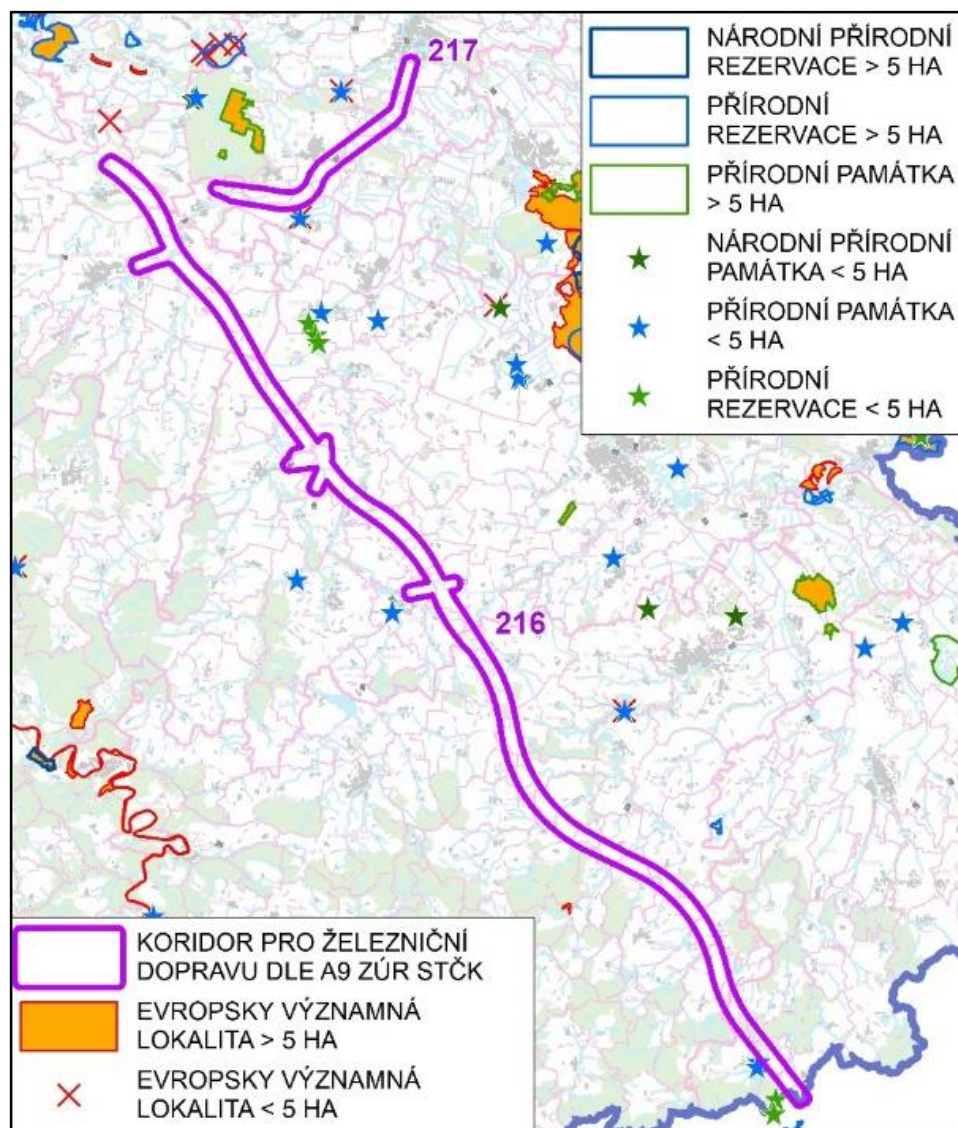 217
NÁRODNÍ PŘÍRODNÍ
REZERVACE > 5 HA
PŘÍRODNÍ
REZERVACE > 5 HA
PŘÍRODNÍ PAMÁTKA
> 5 HA
NÁRODNÍ PŘÍRODNÍ
PAMÁTKA < 5 HA
PŘÍRODNÍ PAMÁTKA
< 5 HA
PŘÍRODNÍ
REZERVACE < 5 HA
216
KORIDOR PRO ŽELEZNIČNÍ
DOPRAVU DLE A9 ZÚR STČK
EVROPSKY VÝZNAMNÁ
LOKALITA > 5 HA
EVROPSKY VÝZNAMNÁ
LOKALITA < 5 HA